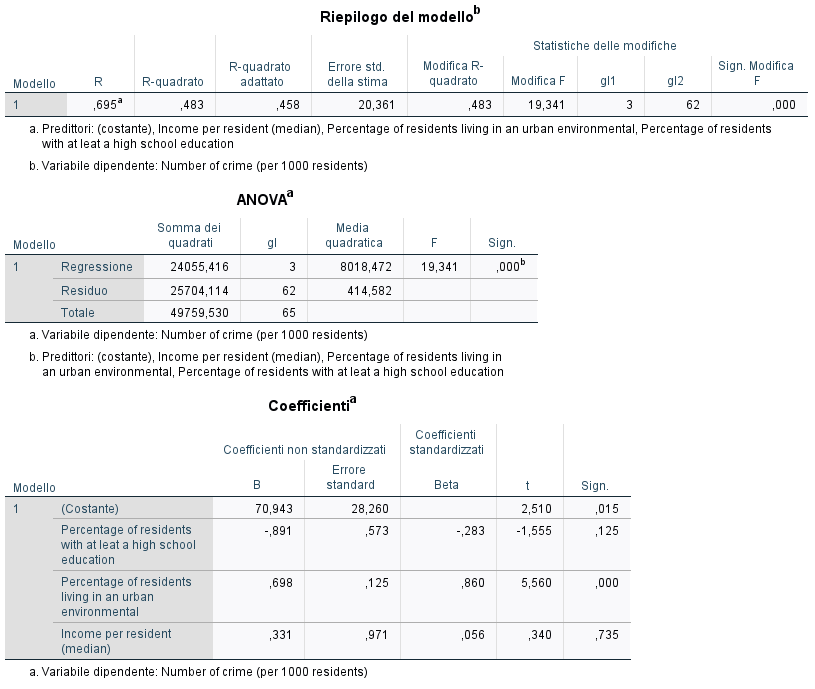 Riepilogo del modello^b
Statistiche delle modifiche
Modello R R-quadrato R-quadrato adattato Errore std. della stima Modifica R-quadrato Modifica F gl1 gl2 Sign. Modifica F
1 ,695^a ,483 ,458 20,361 ,483 19,341 3 62 ,000
a. Predittori: (costante), Income per resident (median), Percentage of residents living in an urban environmental, Percentage of residents
with at leat a high school education
b. Variabile dipendente: Number of crime (per 1000 residents)
ANOVA^a
Modello Somma dei quadrati gl Media quadratica F Sign.
1 Regressione 24055,416 3 8018,472 19,341 ,000^b
Residuo 25704,114 62 414,582
Totale 49759,530 65
a. Variabile dipendente: Number of crime (per 1000 residents)
b. Predittori: (costante), Income per resident (median), Percentage of residents living in
an urban environmental, Percentage of residents with at leat a high school education
Coefficienti^a
Coefficienti non standardizzati Coefficienti standardizzati
Modello B Errore standard Beta t Sign.
1 (Costante) 70,943 28,260 2,510 ,015
Percentage of residents with at leat a high school education -,891 ,573 -,283 -1,555 ,125
Percentage of residents living in an urban environmental ,698 ,125 ,860 5,560 ,000
Income per resident (median) ,331 ,971 ,056 ,340 ,735
a. Variabile dipendente: Number of crime (per 1000 residents)